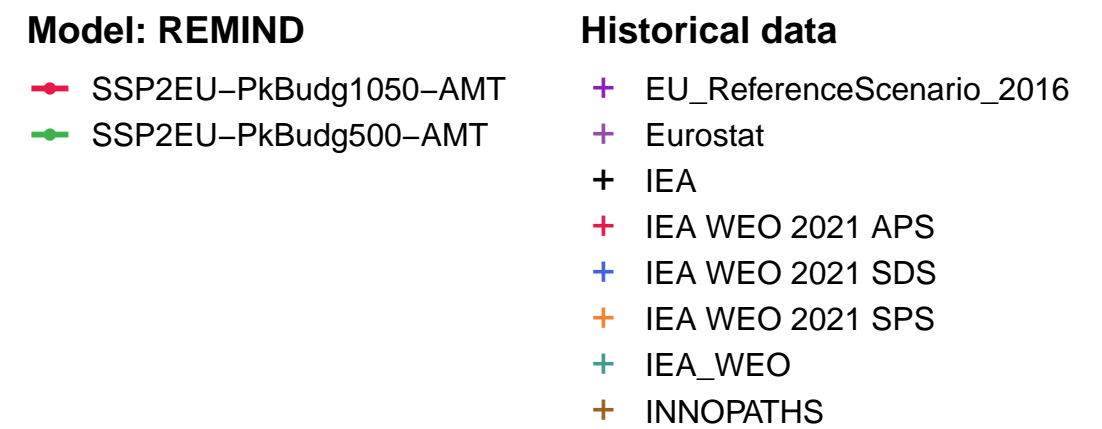 Model: REMIND
SSP2EU−PkBudg1050−AMT
SSP2EU−PkBudg500−AMT
Historical data
EU_ReferenceScenario_2016
Eurostat
IEA
IEA WEO 2021 APS
IEA WEO 2021 SDS
IEA WEO 2021 SPS
IEA_WEO
INNOPATHS